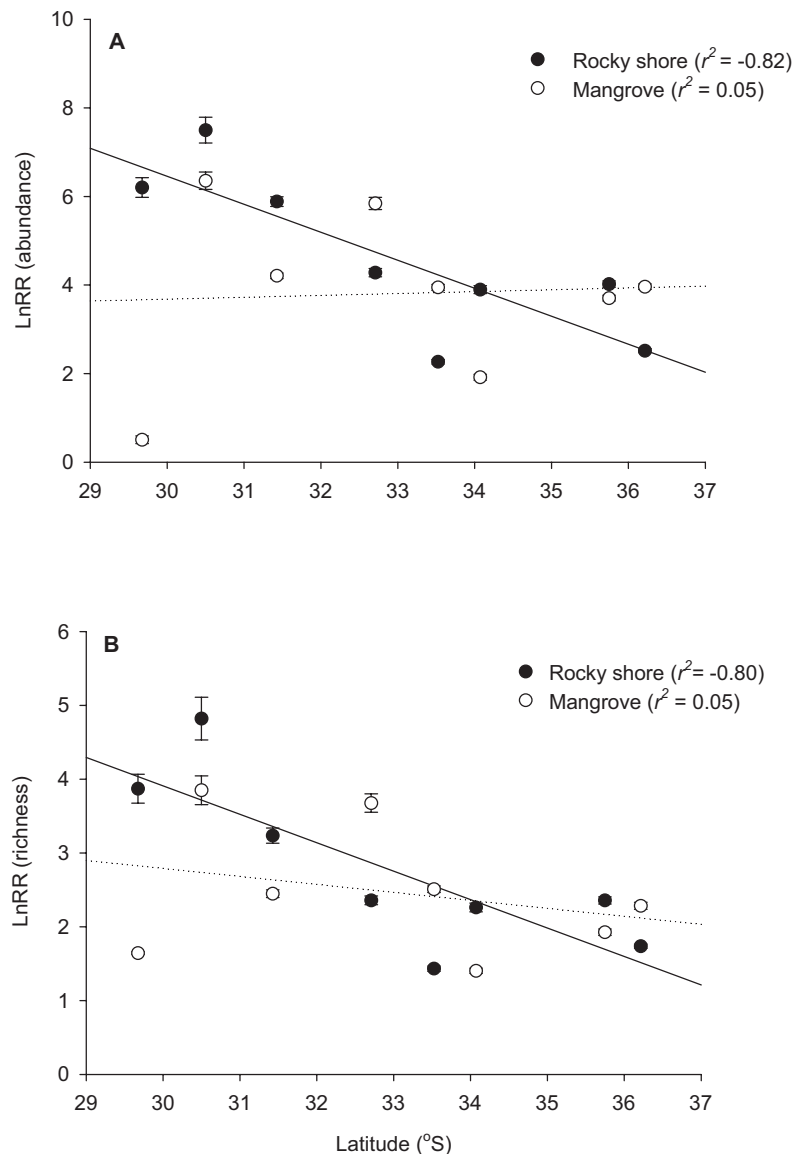 A
Rocky shore (r² = -0.82)
Mangrove (r² = 0.05)
LnRR (abundance)
10
8
6
4
2
0
29 30 31 32 33 34 35 36 37
B
Rocky shore (r²= -0.80)
Mangrove (r² = 0.05)
LnRR (richness)
6
5
4
3
2
1
0
29 30 31 32 33 34 35 36 37
Latitude (°S)